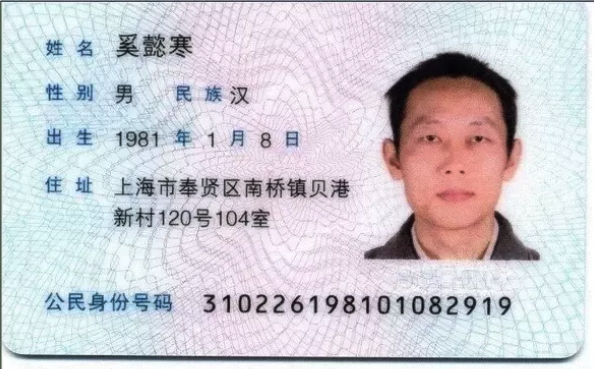 姓名 奚懿寒
性别 男 民族 汉
出生 1981 年 1 月 8 日
住址 上海市奉贤区南桥镇贝港
新村120号104室
公民身份号码 310226198101082919